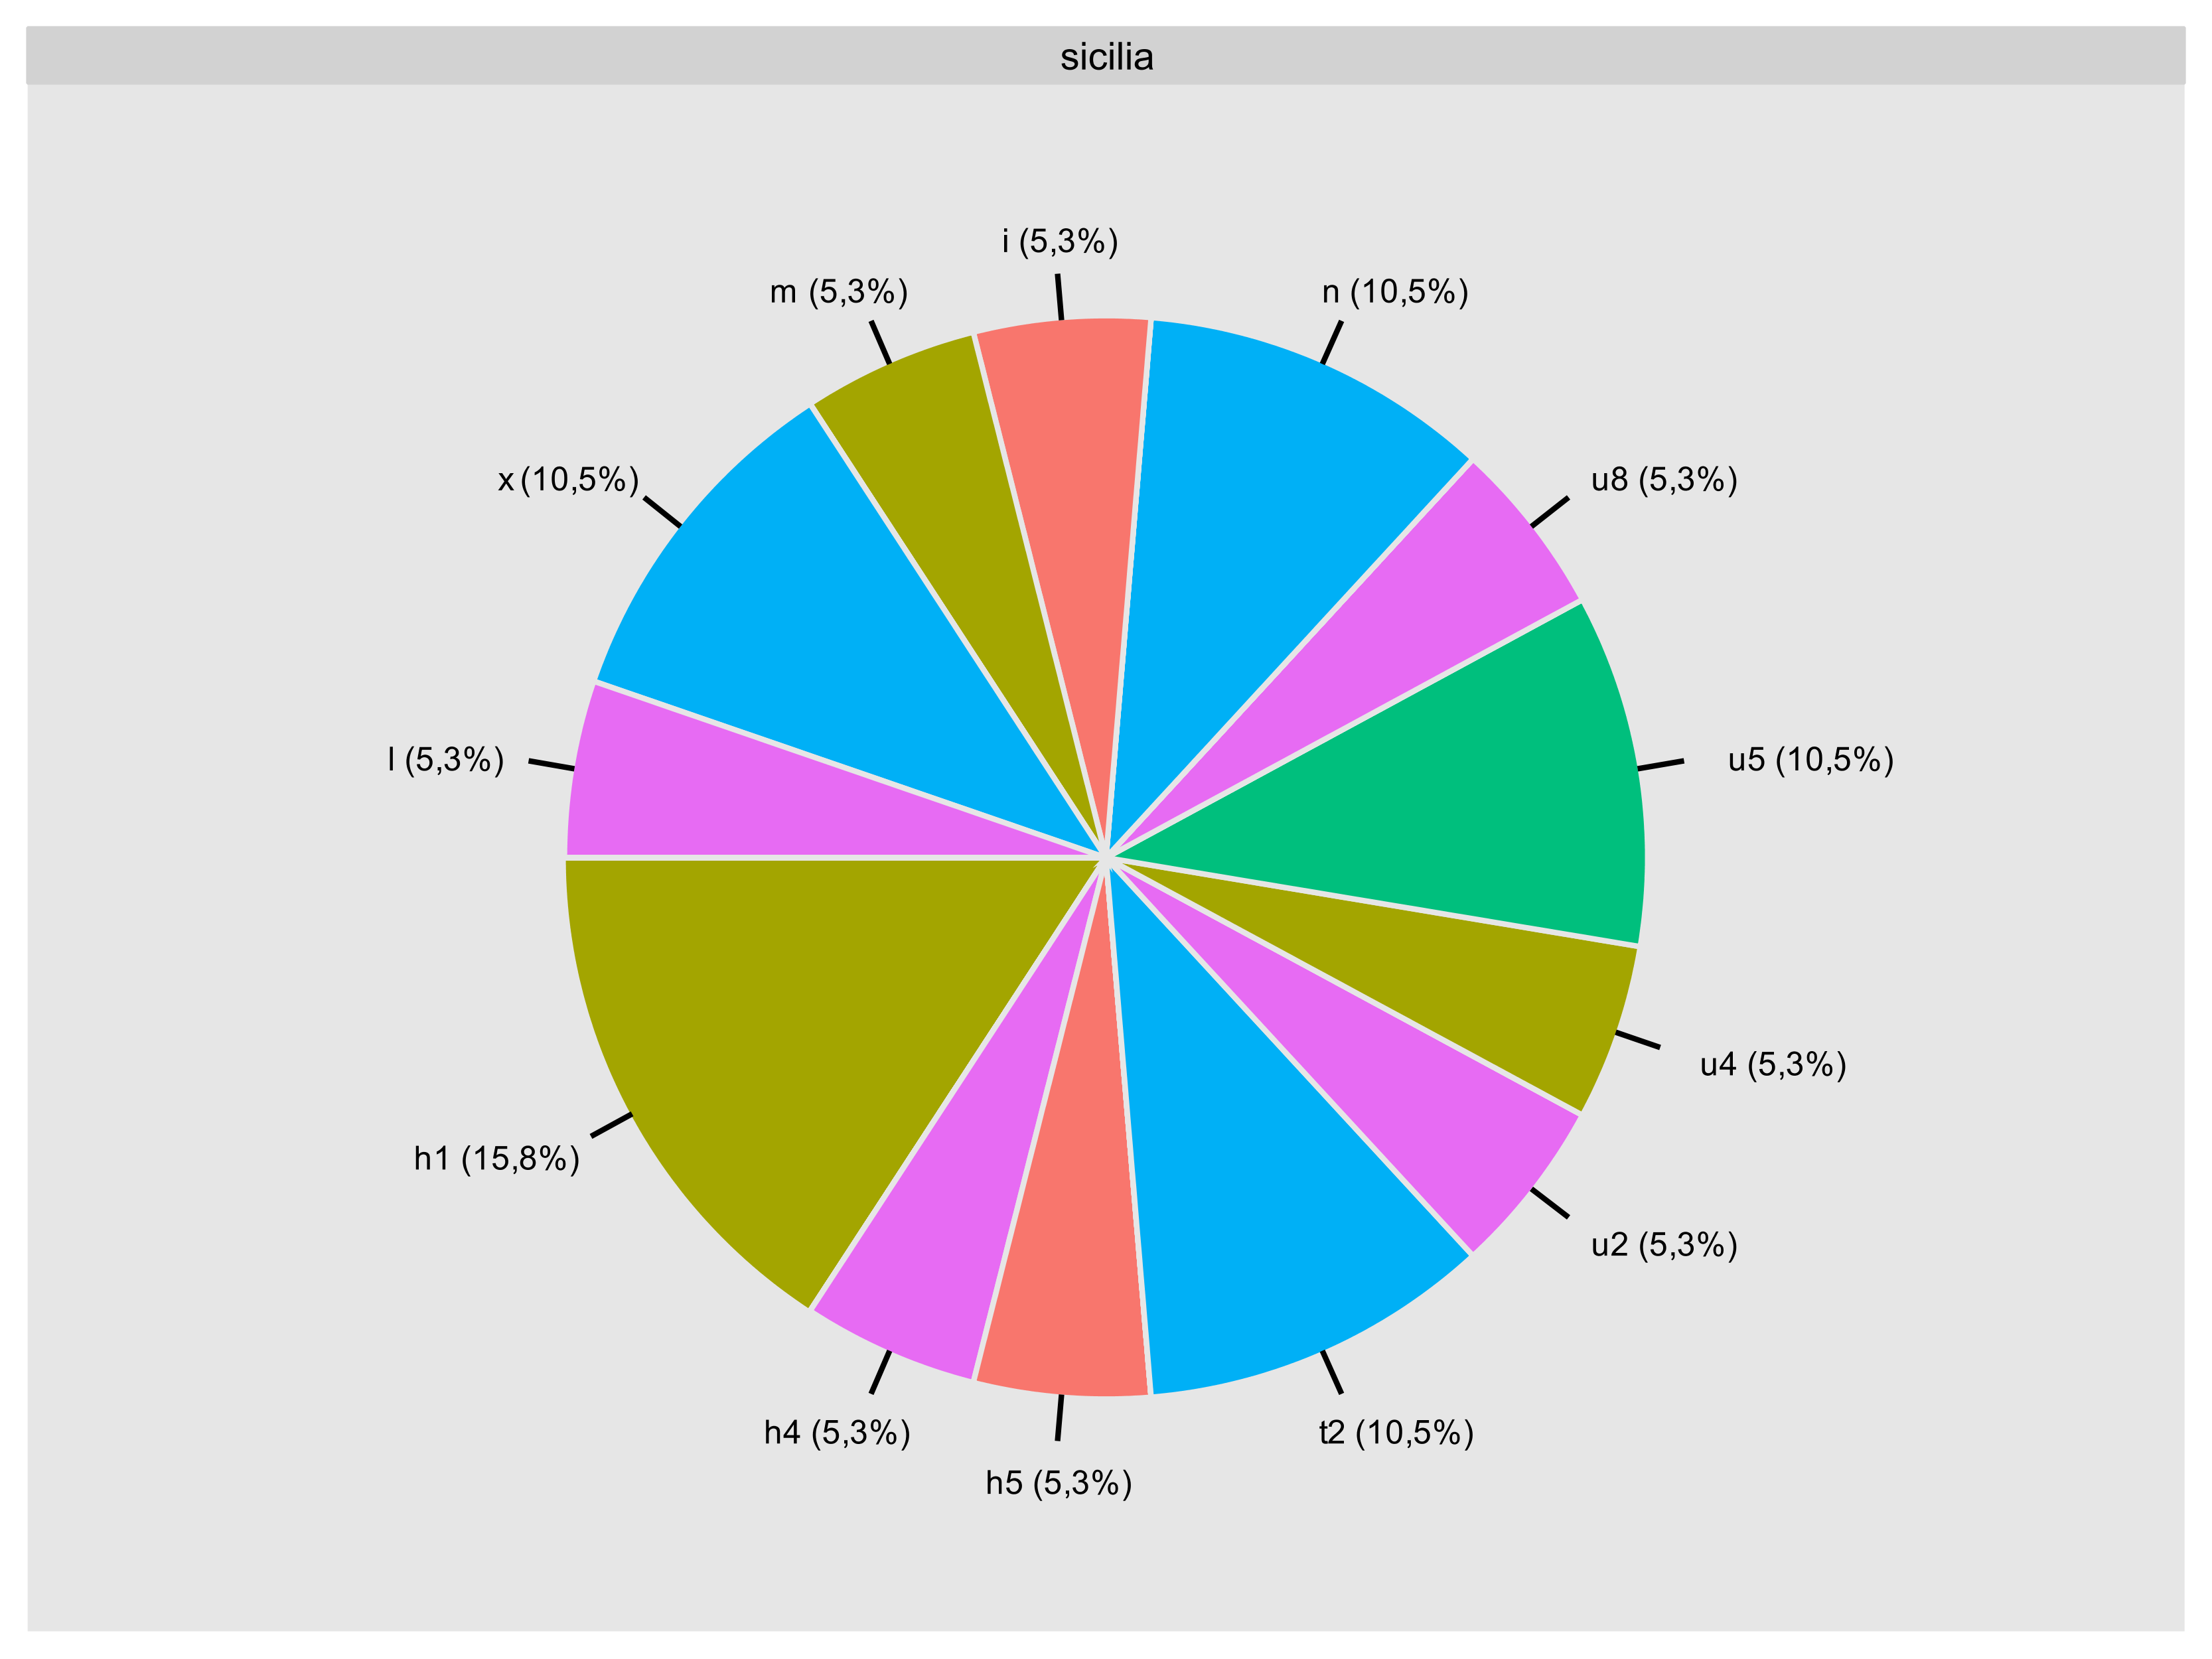 sicilia
i (5,3%)
m (5,3%)
n (10,5%)
x (10,5%)
u8 (5,3%)
l (5,3%)
u5 (10,5%)
u4 (5,3%)
h1 (15,8%)
u2 (5,3%)
h4 (5,3%)
t2 (10,5%)
h5 (5,3%)